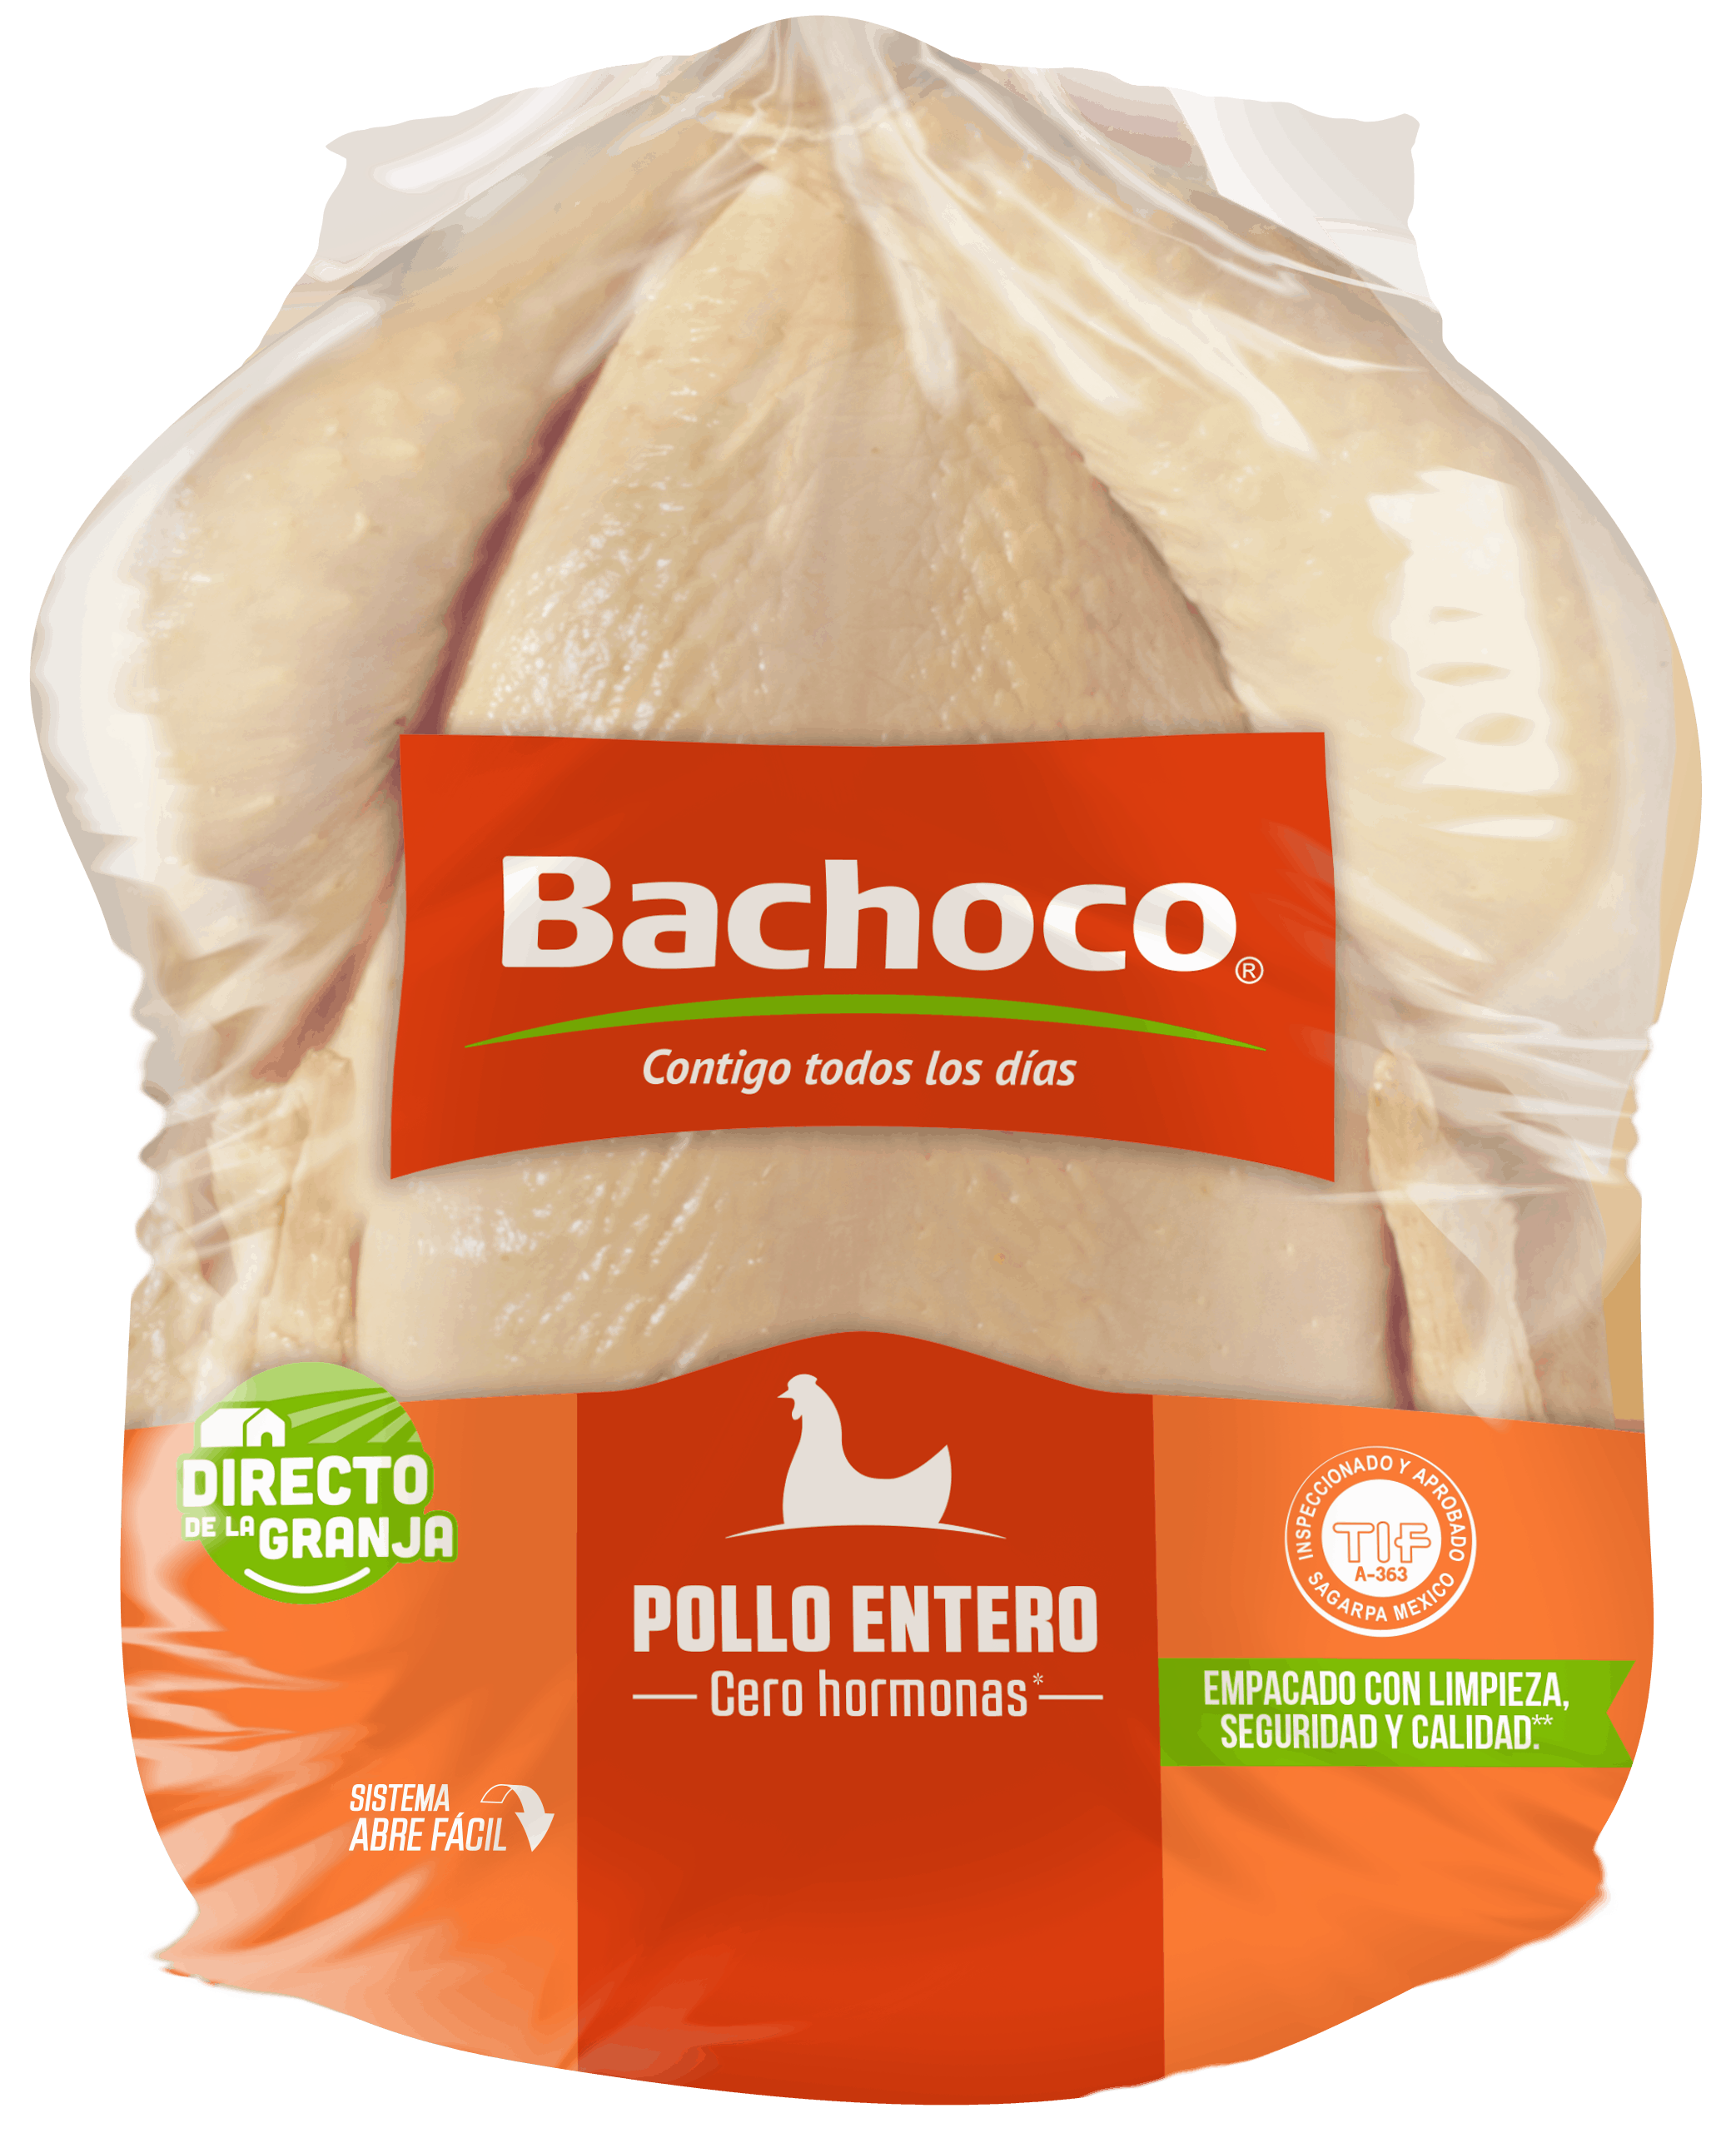 Bachoco®
Contigo todos los días
DIRECTO
DE LA GRANJA
POLLO ENTERO
Cero hormonas*
SISTEMA
ABRE FÁCIL
INSPECCIONADO Y APROBADO
TIF
A-363
SAGARPA MEXICO
EMPACADO CON LIMPIEZA,
SEGURIDAD Y CALIDAD.**